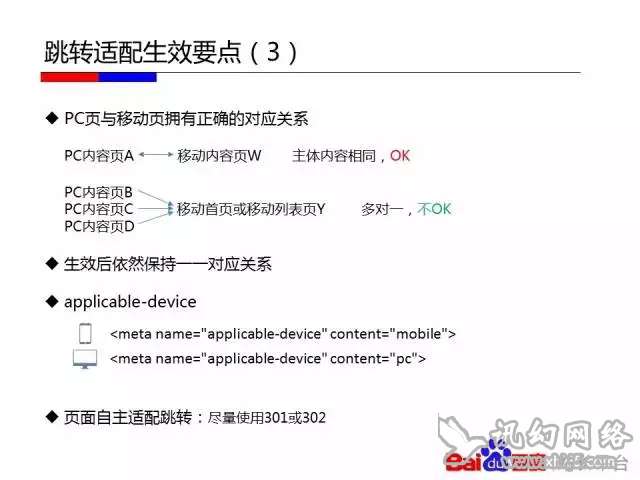 跳转适配生效要点（3）
◆ PC页与移动页拥有正确的对应关系
PC内容页A 移动内容页W 主体内容相同，OK
PC内容页B
PC内容页C 移动首页或移动列表页Y 多对一，不OK
PC内容页D
◆ 生效后依然保持一一对应关系
◆ applicable-device
<meta name="applicable-device" content="mobile">
<meta name="applicable-device" content="pc">
◆ 页面自主适配跳转：尽量使用301或302
讯幻网络
Bai du 百度